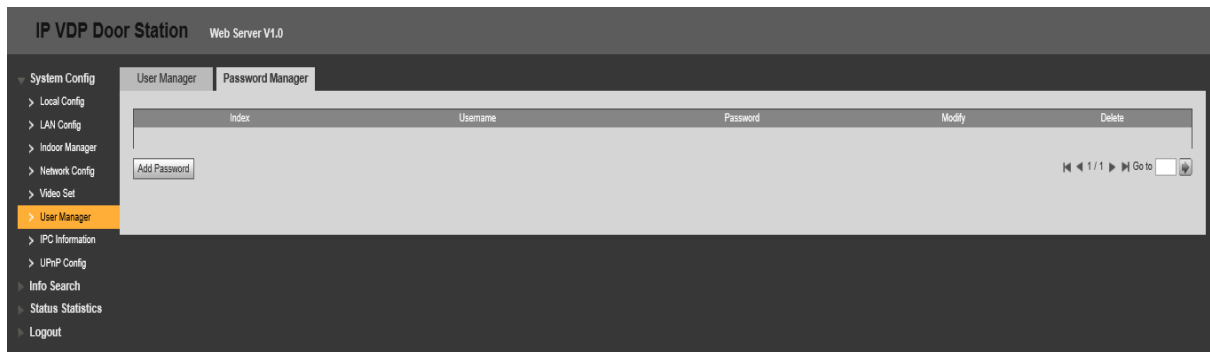 IP VDP Door Station Web Server V1.0
System Config
Local Config
LAN Config
Indoor Manager
Network Config
Video Set
User Manager
IPC Information
UPnP Config
Info Search
Status Statistics
Logout
User Manager Password Manager
Index Username Password Modify Delete
Add Password 1 / 1 Go to